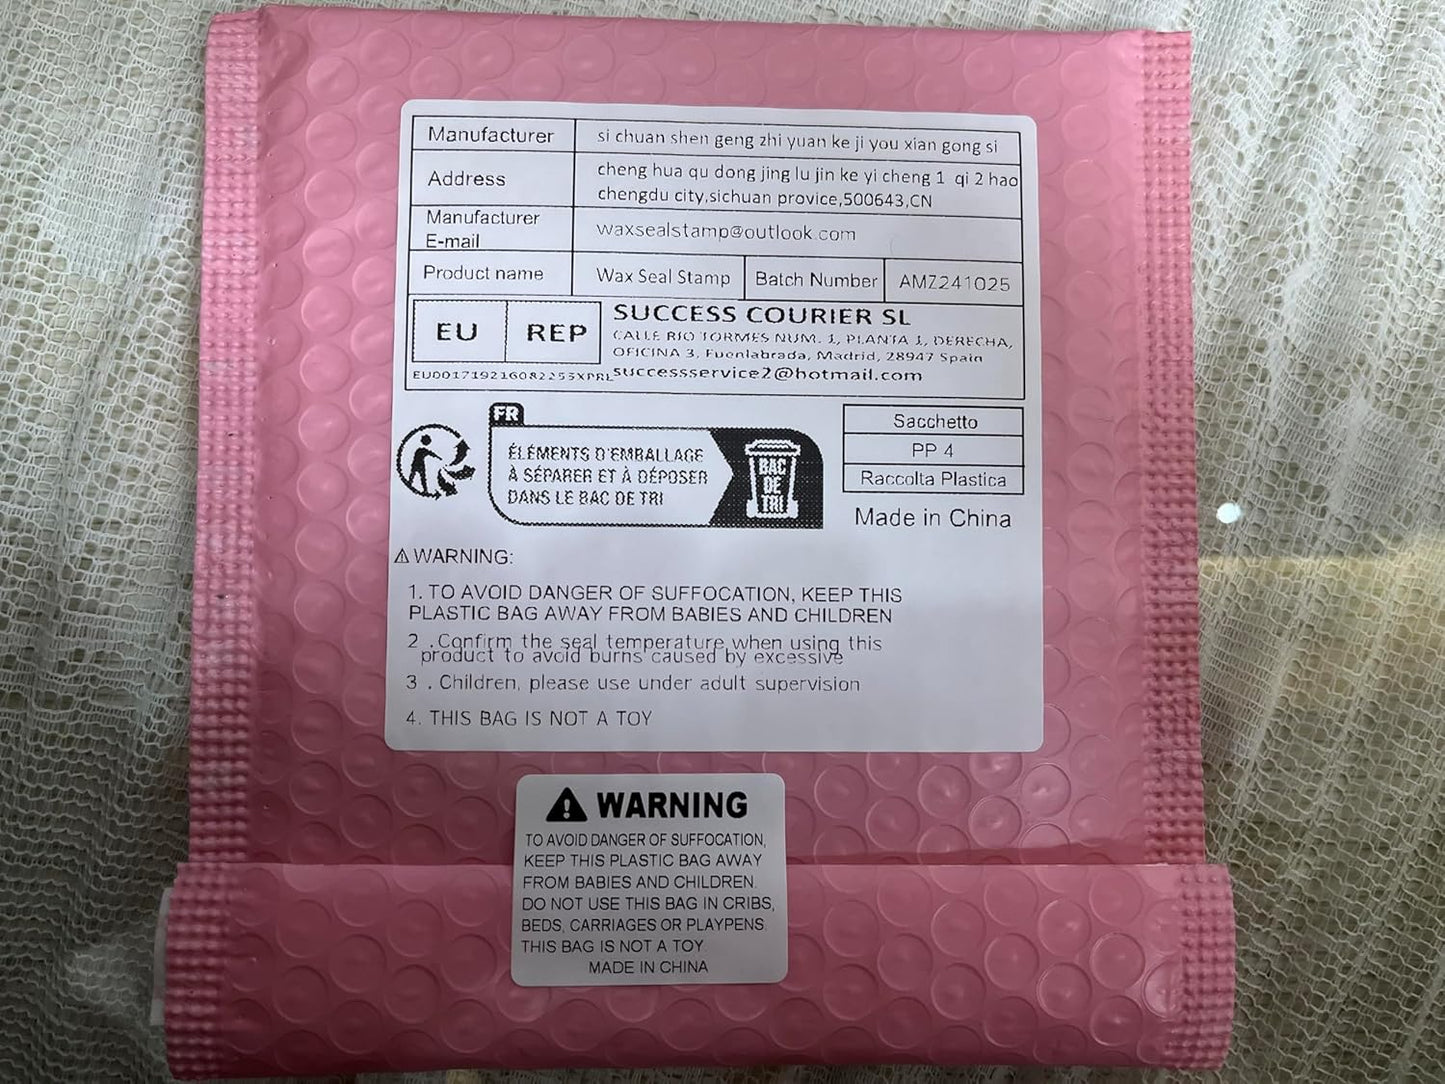 Manufacturer si chuan shen geng zhi yuan ke ji you xian gong si
Address cheng hua qu dong jing lu jin ke yi cheng 1 qi 2 hao
chengdu city,sichuan provice,500643,CN
Manufacturer
E-mail waxsealstamp@outlook.com
Product name Wax Seal Stamp Batch Number AMZ241025
EU REP SUCCESS COURIER SL
CALLE RIO TORMES NUM. 1, PLANTA 1, DERECHA,
OFICINA 3, Fuenlabrada, Madrid, 28947 Spain
successservice2@hotmail.com
FR
ÉLÉMENTS D'EMBALLAGE
À SÉPARER ET À DÉPOSER
DANS LE BAC DE TRI
BAC
DE
TRI
Sacchetto
PP 4
Raccolta Plastica
Made in China
⚠ WARNING:
1. TO AVOID DANGER OF SUFFOCATION, KEEP THIS
PLASTIC BAG AWAY FROM BABIES AND CHILDREN
2 .Confirm the seal temperature when using this
product to avoid burns caused by excessive
3 . Children, please use under adult supervision
4. THIS BAG IS NOT A TOY
⚠ WARNING
TO AVOID DANGER OF SUFFOCATION,
KEEP THIS PLASTIC BAG AWAY
FROM BABIES AND CHILDREN.
DO NOT USE THIS BAG IN CRIBS,
BEDS, CARRIAGES OR PLAYPENS.
THIS BAG IS NOT A TOY.
MADE IN CHINA